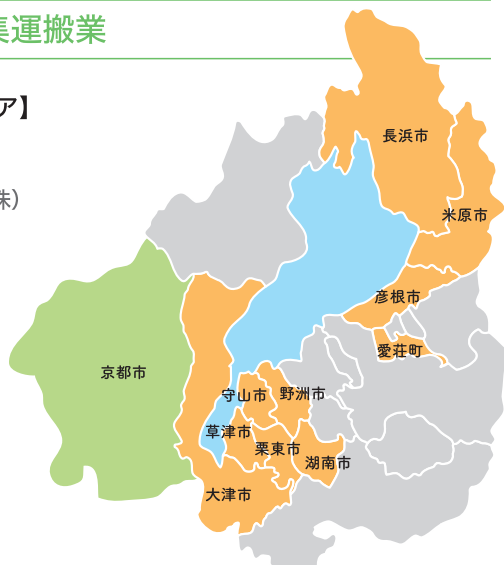 集運搬業
ア】
株）
長浜市
米原市
彦根市
愛荘町
京都市
守山市
野洲市
草津市
栗東市
湖南市
大津市